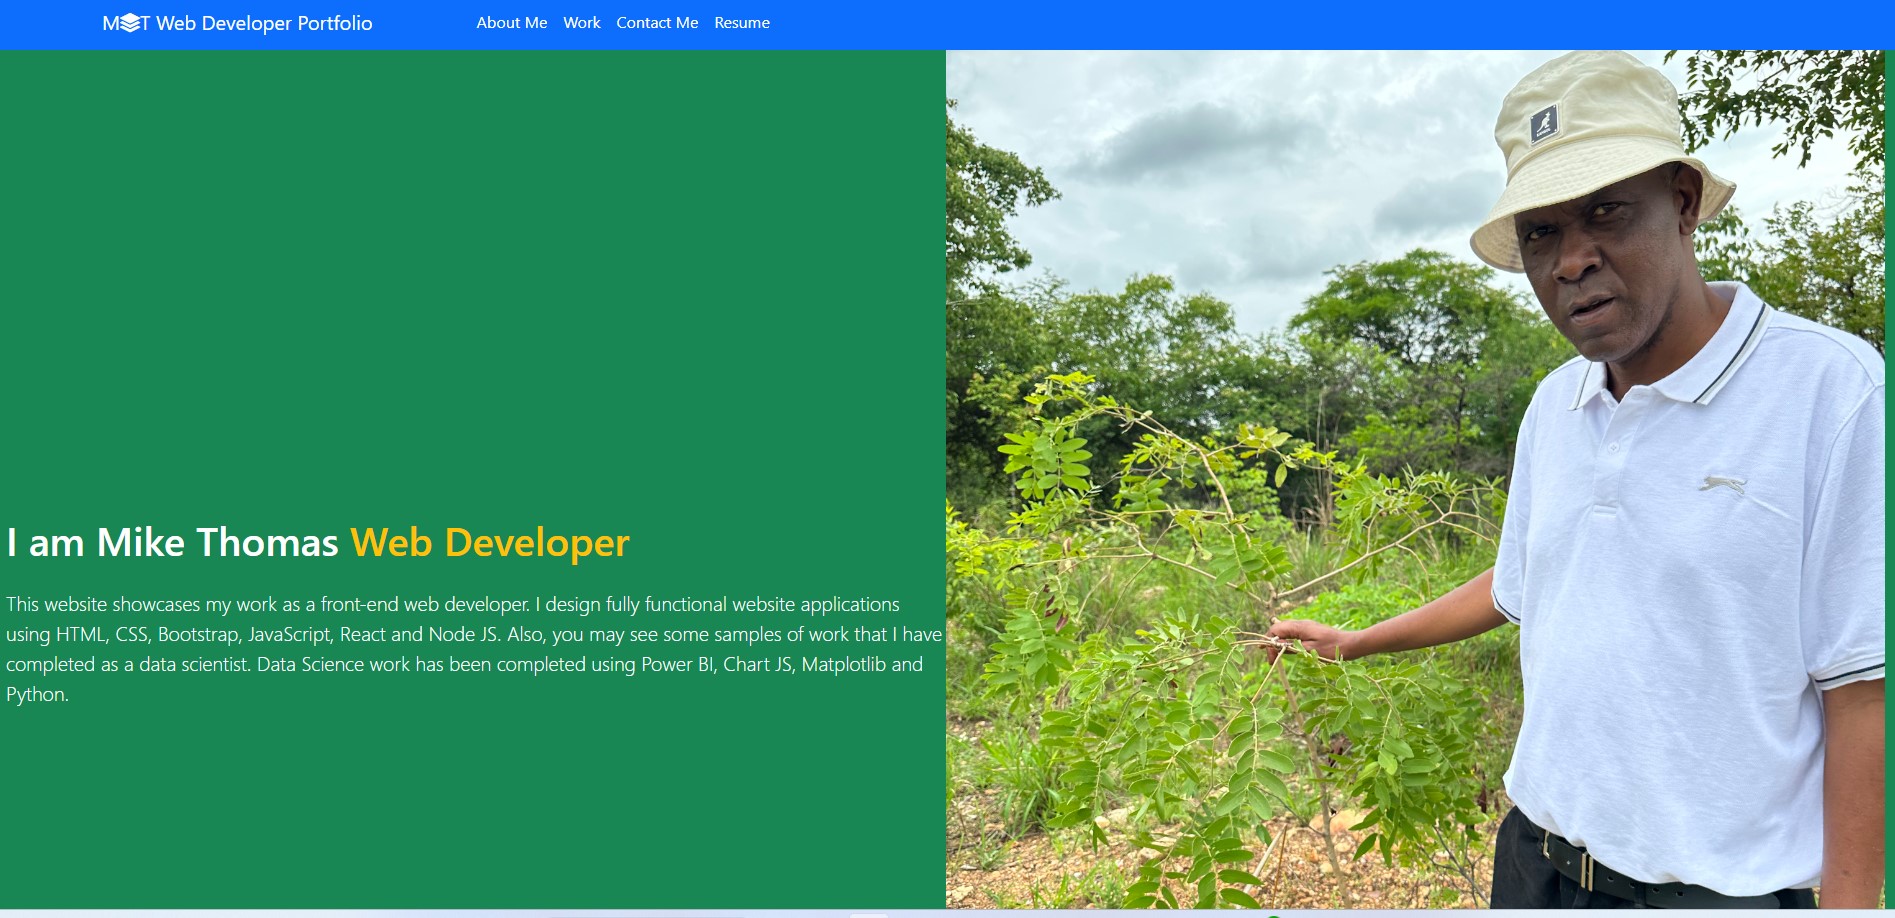 M T Web Developer Portfolio
About Me Work Contact Me Resume
I am Mike Thomas Web Developer
This website showcases my work as a front-end web developer. I design fully functional website applications
using HTML, CSS, Bootstrap, JavaScript, React and Node JS. Also, you may see some samples of work that I have
completed as a data scientist. Data Science work has been completed using Power BI, Chart JS, Matplotlib and
Python.